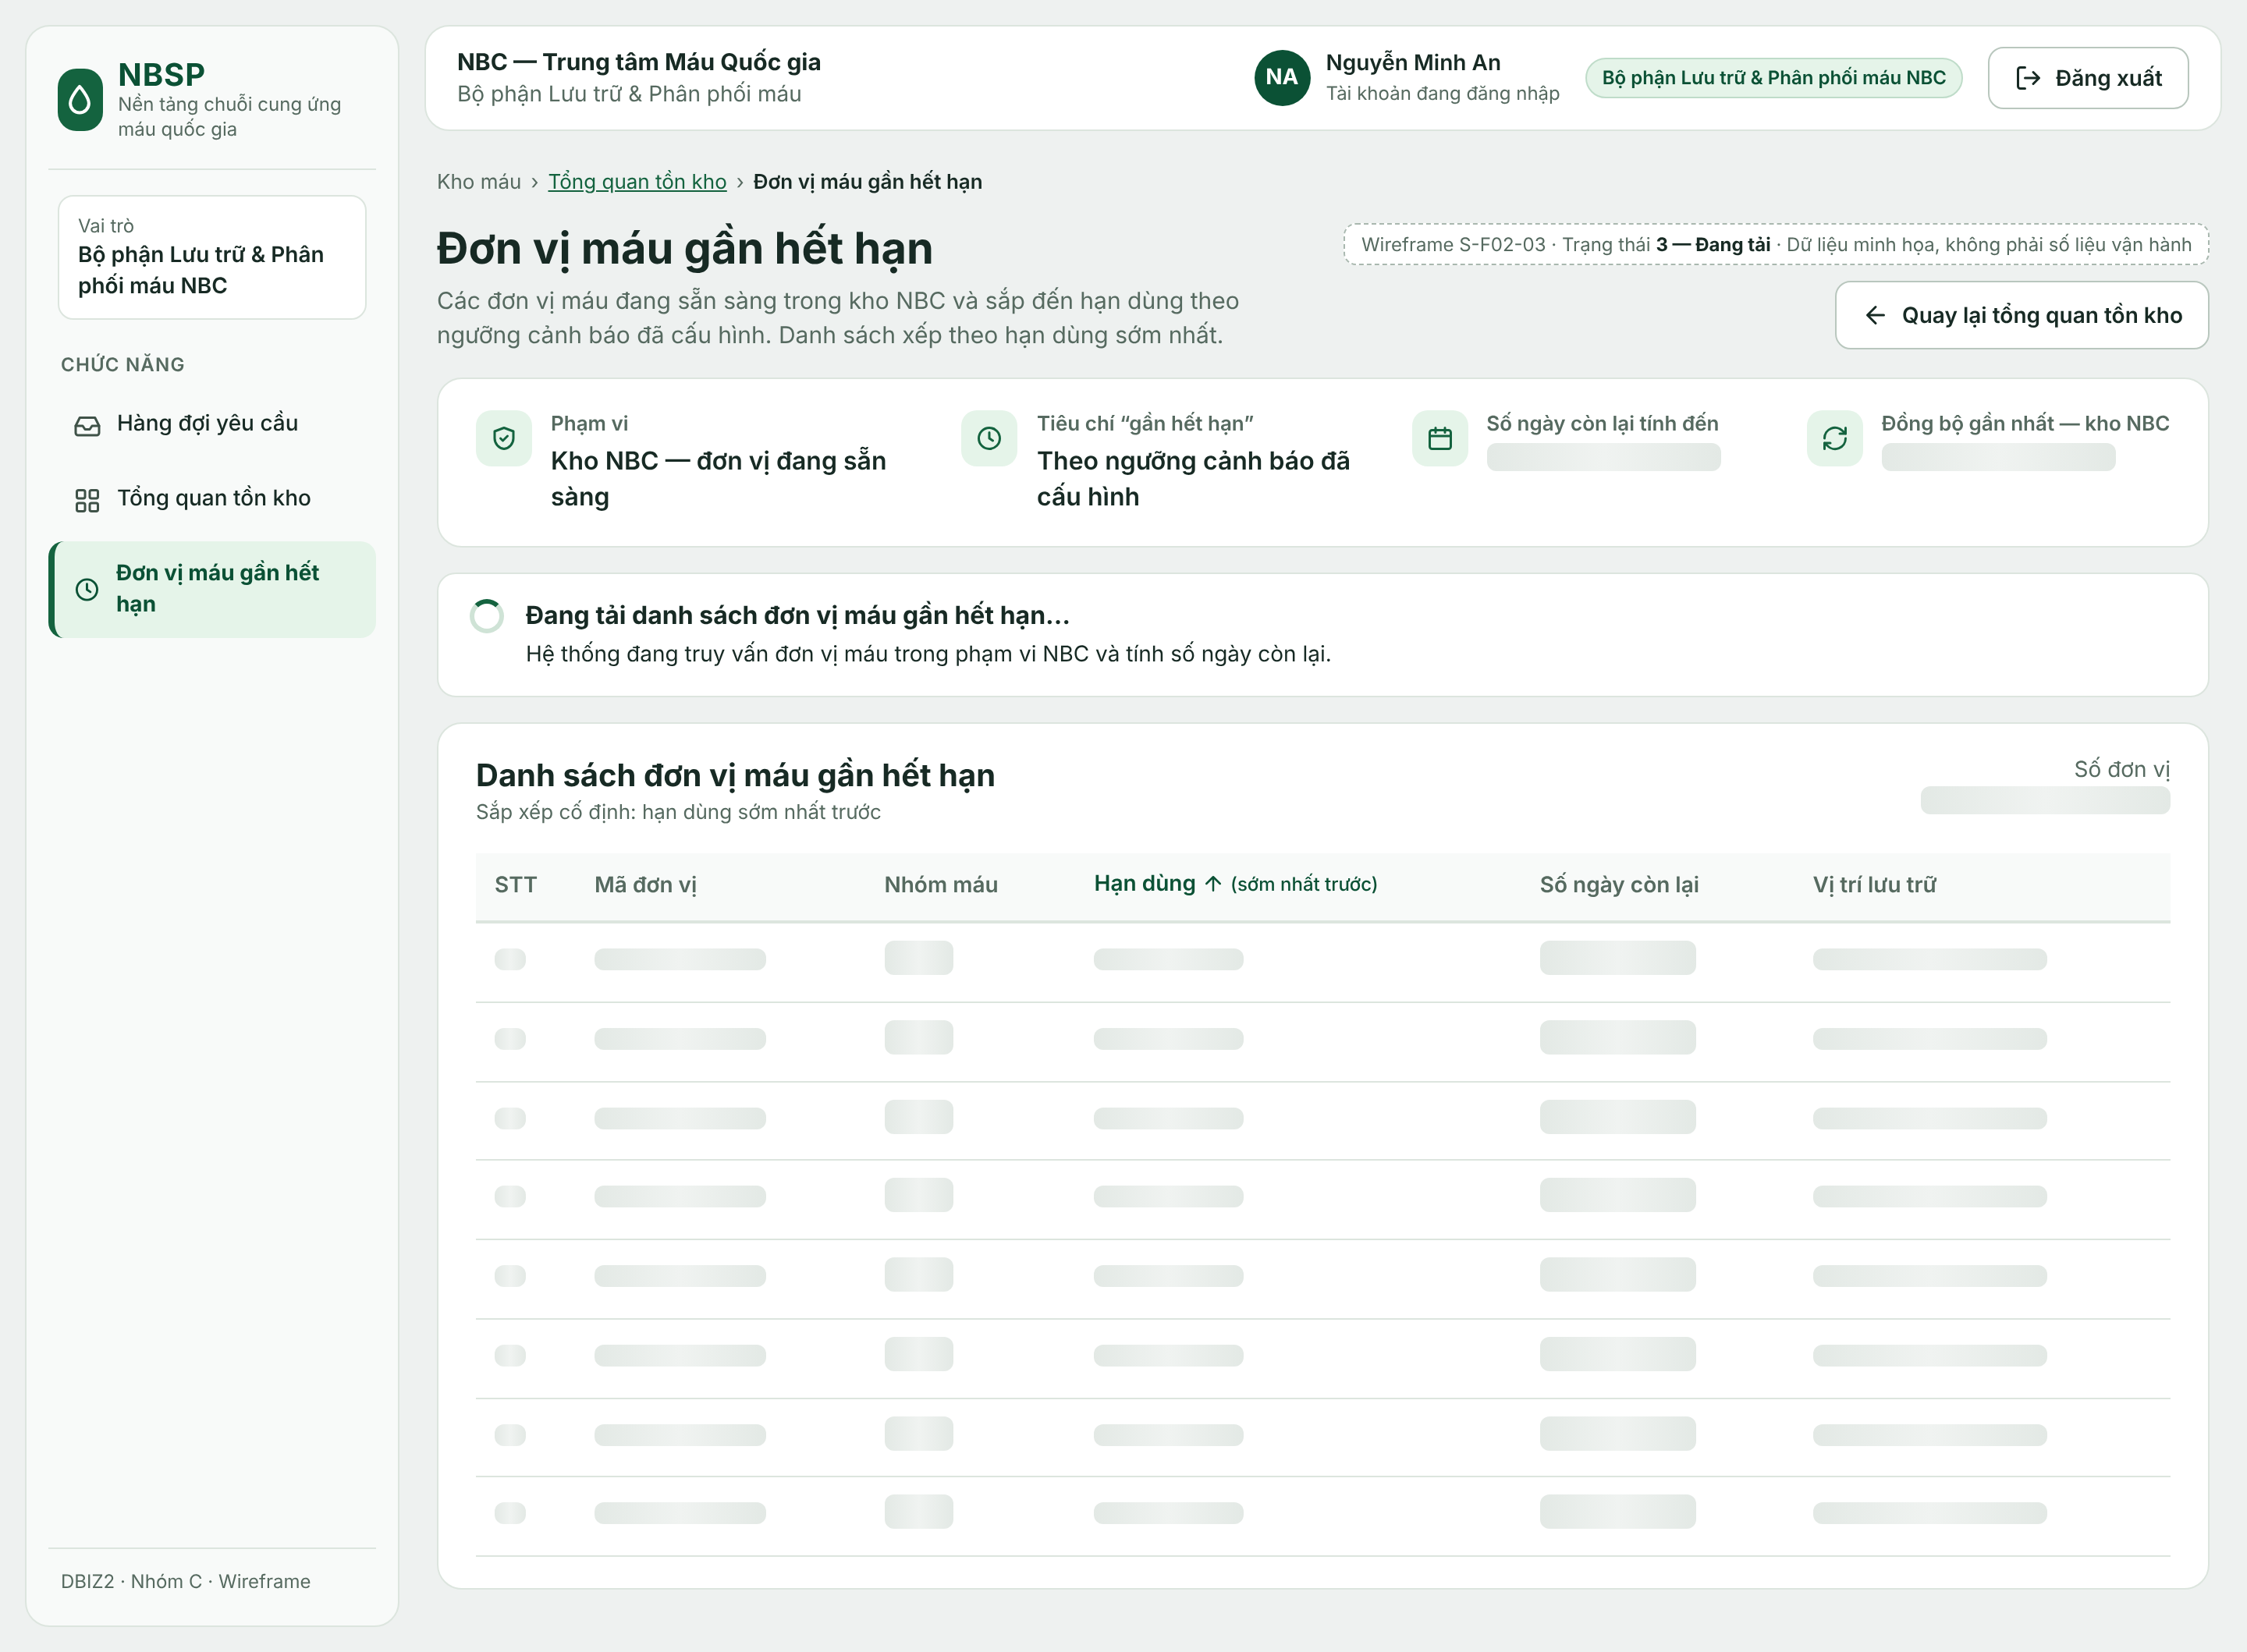 NBSP
Nền tảng chuỗi cung ứng
máu quốc gia
Vai trò
Bộ phận Lưu trữ & Phân
phối máu NBC
CHỨC NĂNG
Hàng đợi yêu cầu
Tổng quan tồn kho
Đơn vị máu gần hết
hạn
DBIZ2 · Nhóm C · Wireframe
NBC — Trung tâm Máu Quốc gia
Bộ phận Lưu trữ & Phân phối máu
NA
Nguyễn Minh An
Tài khoản đang đăng nhập
Bộ phận Lưu trữ & Phân phối máu NBC
Đăng xuất
Kho máu › Tổng quan tồn kho › Đơn vị máu gần hết hạn
Đơn vị máu gần hết hạn
Các đơn vị máu đang sẵn sàng trong kho NBC và sắp đến hạn dùng theo
ngưỡng cảnh báo đã cấu hình. Danh sách xếp theo hạn dùng sớm nhất.
Wireframe S-F02-03 · Trạng thái 3 — Đang tải · Dữ liệu minh họa, không phải số liệu vận hành
← Quay lại tổng quan tồn kho
Phạm vi
Kho NBC — đơn vị đang sẵn
sàng
Tiêu chí “gần hết hạn”
Theo ngưỡng cảnh báo đã
cấu hình
Số ngày còn lại tính đến
Đồng bộ gần nhất — kho NBC
Đang tải danh sách đơn vị máu gần hết hạn...
Hệ thống đang truy vấn đơn vị máu trong phạm vi NBC và tính số ngày còn lại.
Danh sách đơn vị máu gần hết hạn
Sắp xếp cố định: hạn dùng sớm nhất trước
Số đơn vị
STT Mã đơn vị Nhóm máu Hạn dùng ↑ (sớm nhất trước) Số ngày còn lại Vị trí lưu trữ